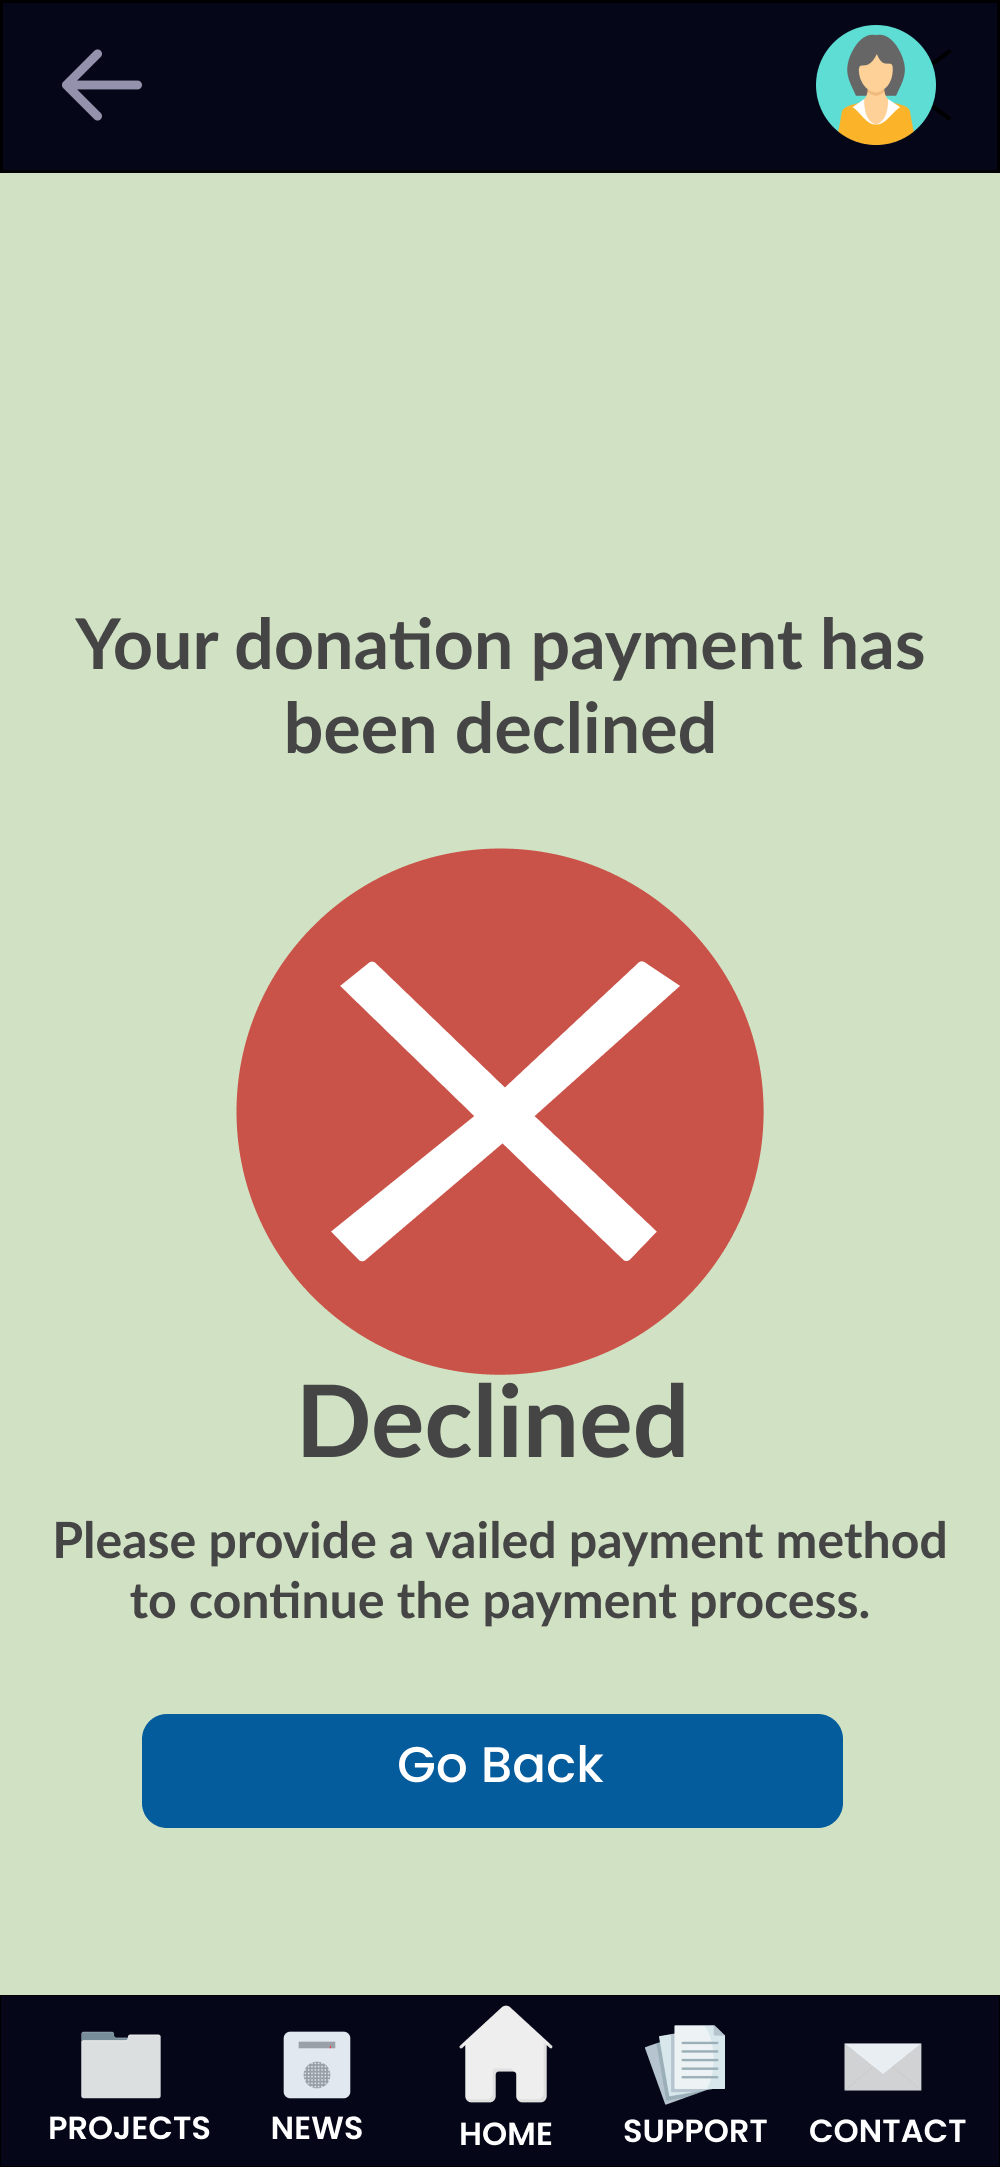 Your donation payment has
been declined
Declined
Please provide a vailed payment method
to continue the payment process.
Go Back
PROJECTS
NEWS
HOME
SUPPORT
CONTACT